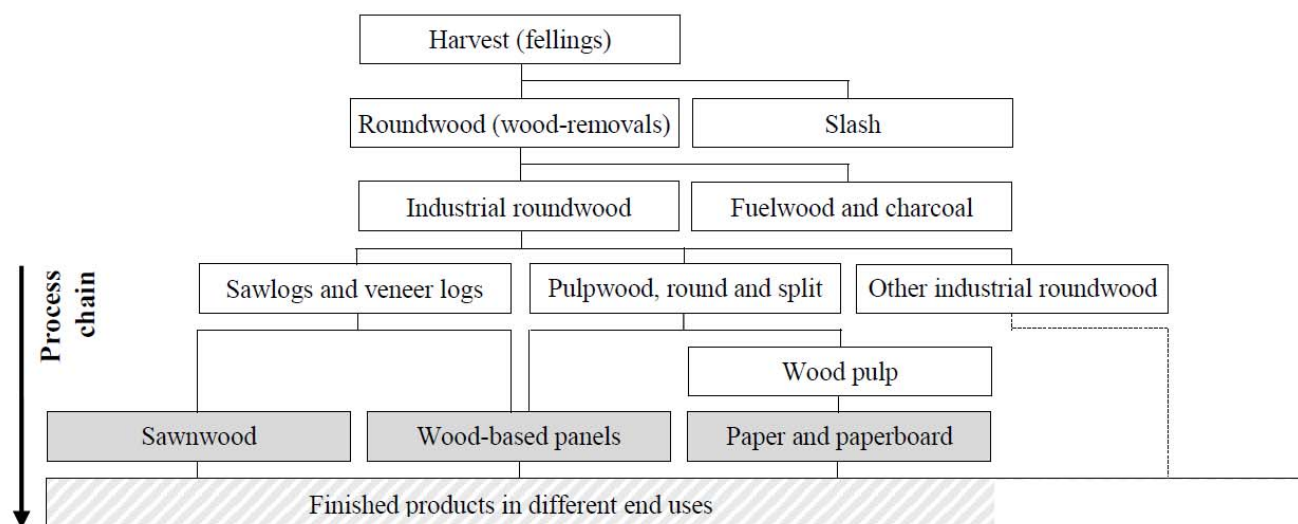 Harvest (fellings)
Roundwood (wood-removals)
Slash
Industrial roundwood
Fuelwood and charcoal
Process
chain
Sawlogs and veneer logs
Pulpwood, round and split
Other industrial roundwood
Wood pulp
Sawnwood
Wood-based panels
Paper and paperboard
Finished products in different end uses